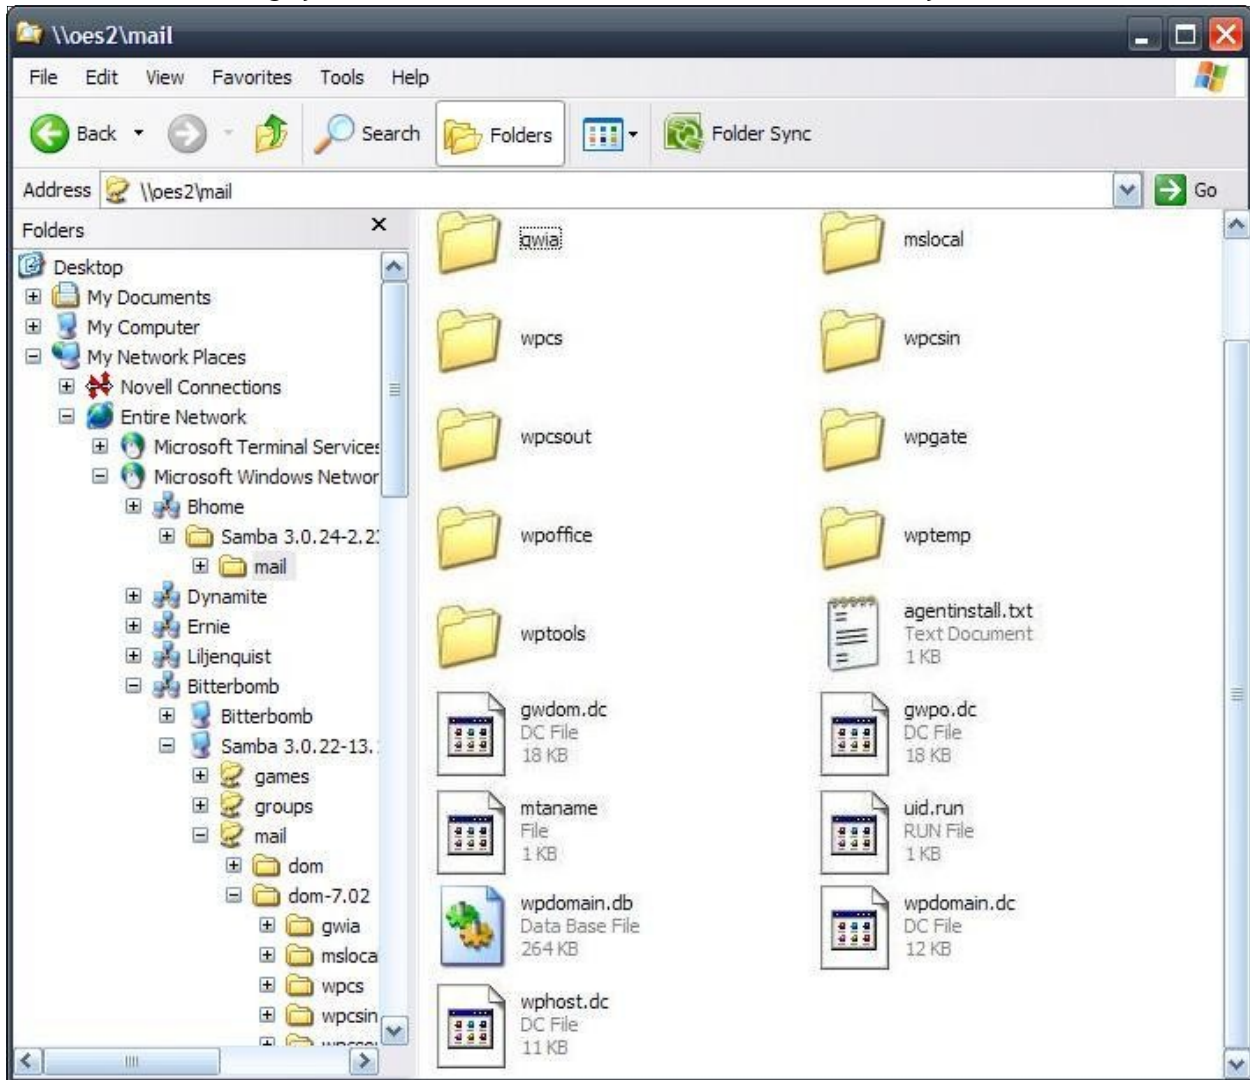 \\oes2\mail
File Edit View Favorites Tools Help
Back Search Folders Folder Sync
Address \\oes2\mail Go
Folders
Desktop
My Documents
My Computer
My Network Places
Novell Connections
Entire Network
Microsoft Terminal Services
Microsoft Windows Networ
Bhome
Samba 3.0.24-2.2
mail
Dynamite
Ernie
Liljenquist
Bitterbomb
Bitterbomb
Samba 3.0.22-13.
games
groups
mail
dom
dom-7.02
gwia
msloca
wpcs
wpcsin
gwia
mslocal
wpcs
wpcsin
wpcsout
wpgate
wpoffice
wptemp
wptools
agentinstall.txt
Text Document
1 KB
gwdom.dc
DC File
18 KB
gwpo.dc
DC File
18 KB
mtaname
File
1 KB
uid.run
RUN File
1 KB
wpdomain.db
Data Base File
264 KB
wpdomain.dc
DC File
12 KB
wphost.dc
DC File
11 KB